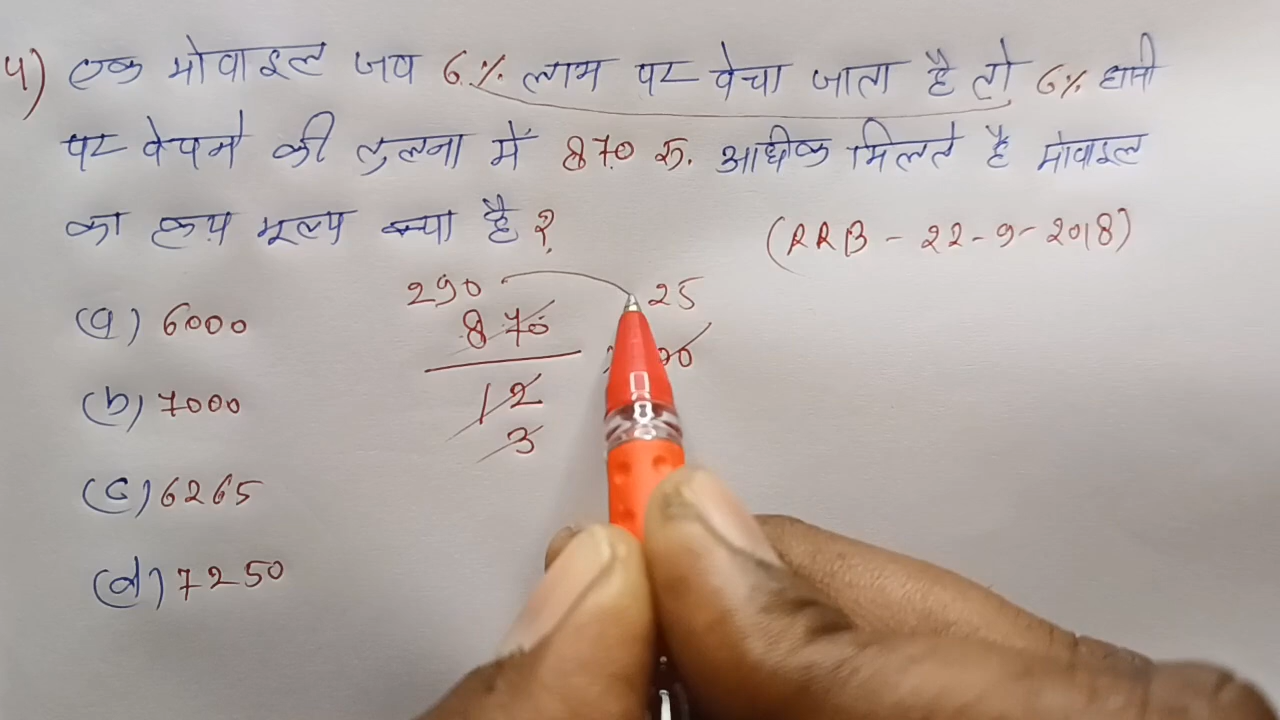 ५) एक मोबाइल जब 6% लाभ पर बेचा जाता है तो 6% हानी
पर बेचने की तुलना में 870 रु. अधीक मिलते है मोबाइल
का क्रय मूल्य क्या है ?
(RRB - 22-9-2018)
(a) 6000
(b) 7000
(c) 6265
(d) 7250
290 25
870
12
3